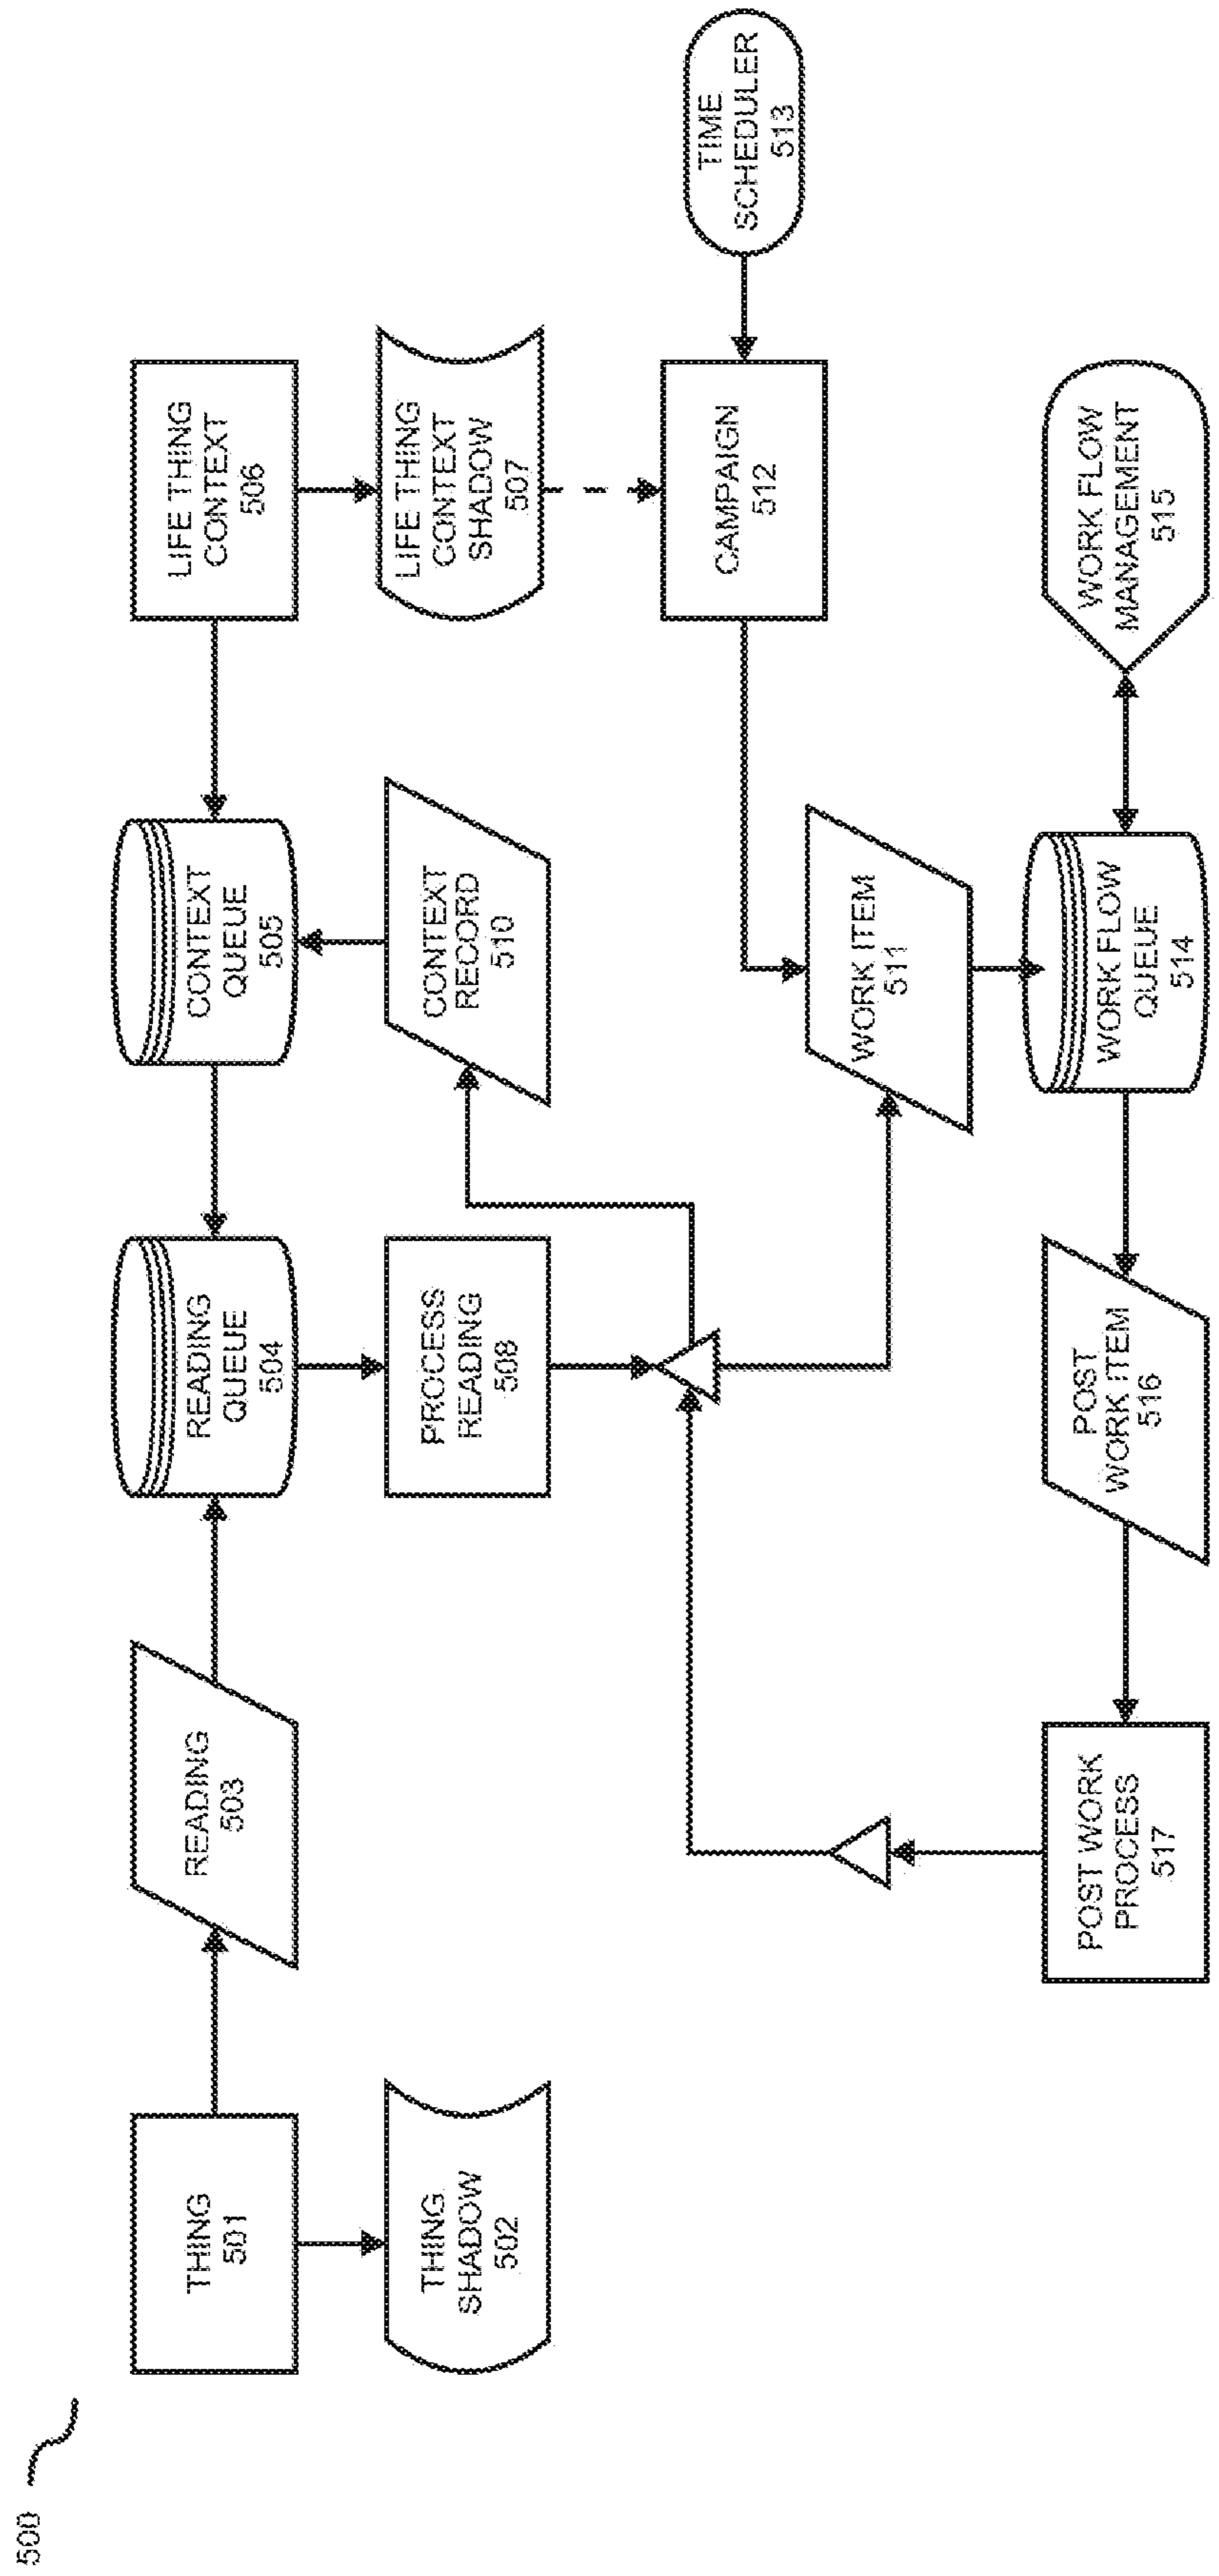 500
THING
501
READING
503
READING
QUEUE
504
CONTEXT
QUEUE
505
LIFE THING
CONTEXT
506
THING
SHADOW
502
PROCESS
READING
508
CONTEXT
RECORD
510
LIFE THING
CONTEXT
SHADOW
507
CAMPAIGN
512
TIME
SCHEDULER
513
WORK ITEM
511
POST WORK
PROCESS
517
POST
WORK ITEM
516
WORK FLOW
QUEUE
514
WORK FLOW
MANAGEMENT
515